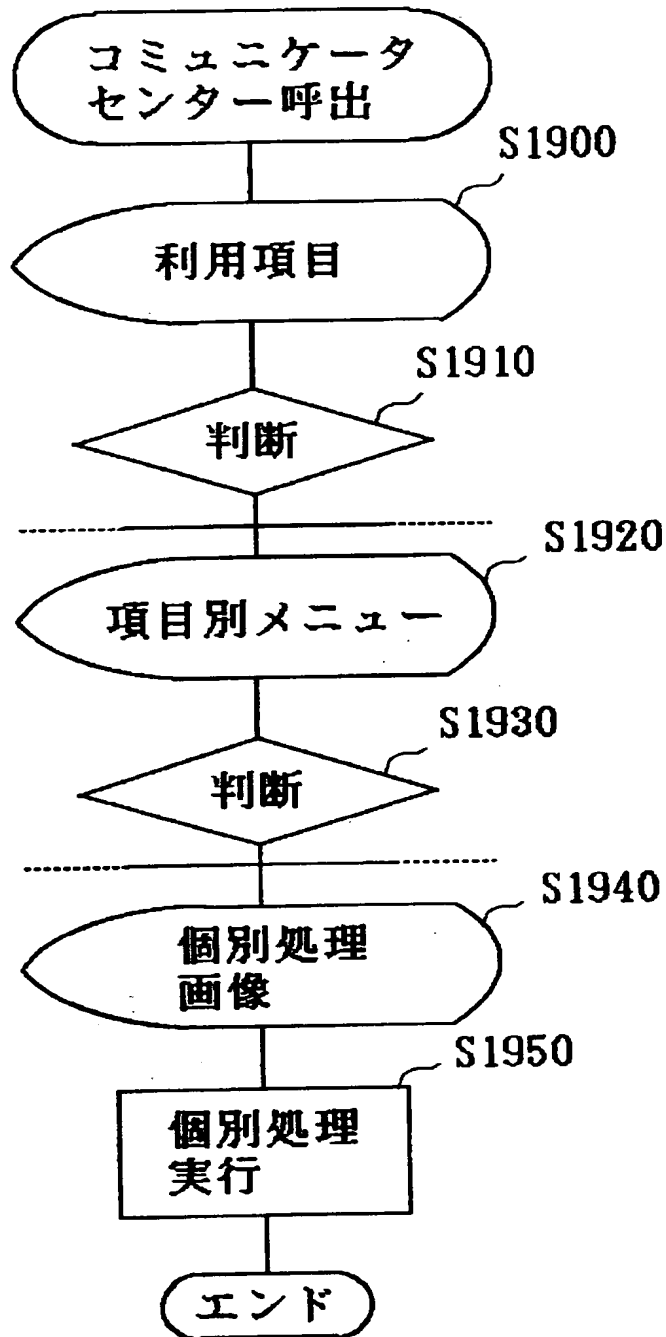 コミュニケータ
センター呼出
S1900
利用項目
S1910
判断
S1920
項目別メニュー
S1930
判断
S1940
個別処理
画像
S1950
個別処理
実行
エンド